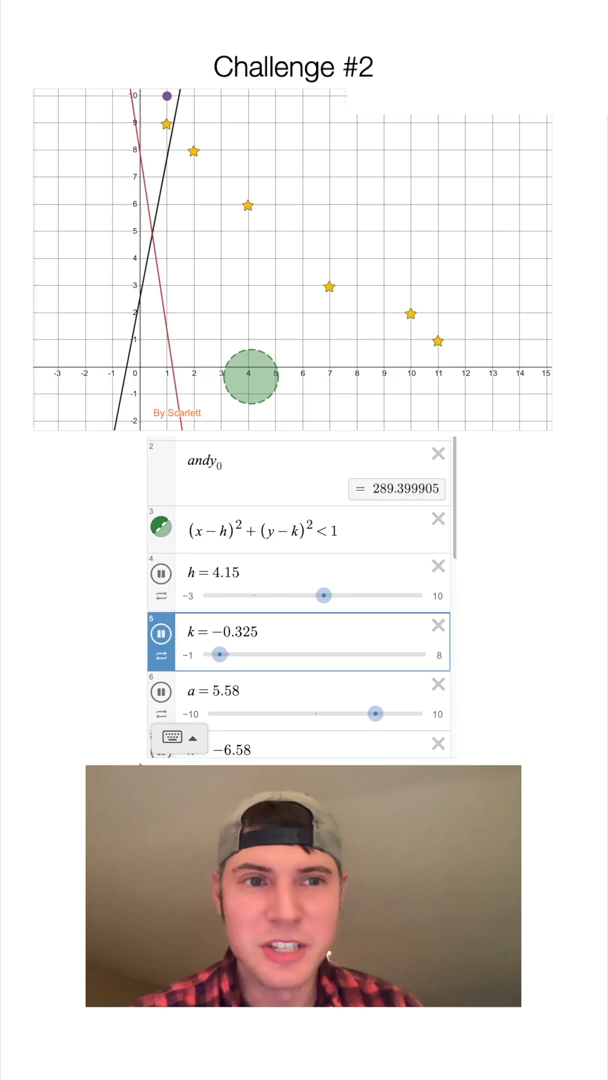 Challenge #2
10
9
8
7
6
5
4
3
2
1
-3 -2 -1 0 1 2 3 4 5 6 7 8 9 10 11 12 13 14 15
-1
-2
By Scarlett
2
andy₀
= 289.399905
3
(x − h)² + (y − k)² < 1
4
h = 4.15
−3 10
5
k = −0.325
−1 8
6
a = 5.58
−10 10
−6.58